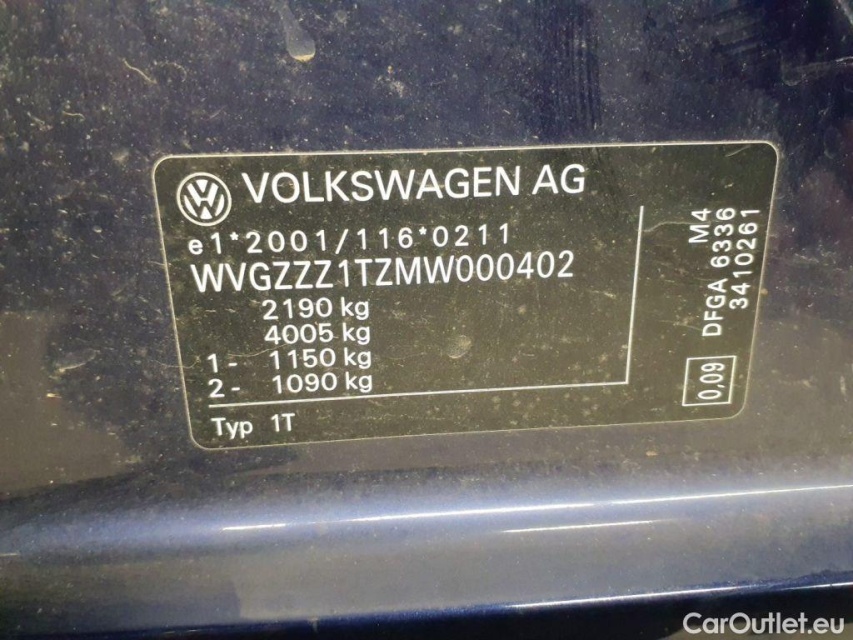 VOLKSWAGEN AG
e1*2001/116*0211
WVGZZZ1TZMW000402
2190 kg
4005 kg
1 - 1150 kg
2 - 1090 kg
Typ 1T
M4
DFGA 6336
3410261
0,09
CarOutlet.eu